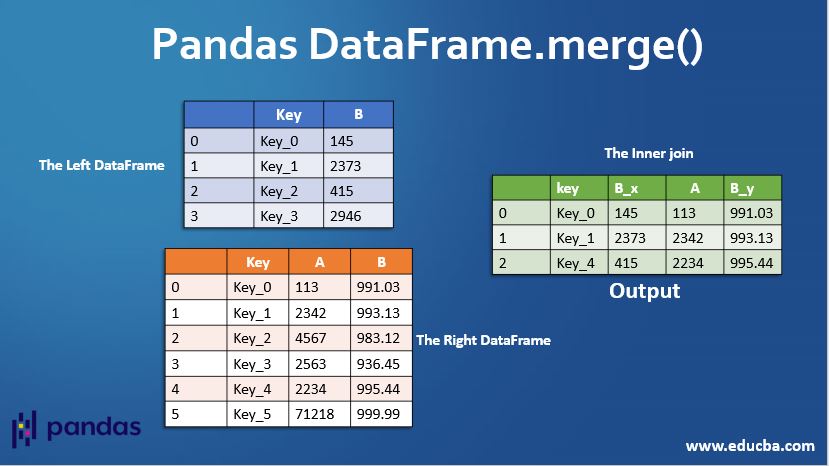 Pandas DataFrame.merge()
The Left DataFrame
Key B
0 Key_0 145
1 Key_1 2373
2 Key_2 415
3 Key_3 2946
Key A B
0 Key_0 113 991.03
1 Key_1 2342 993.13
2 Key_2 4567 983.12
3 Key_3 2563 936.45
4 Key_4 2234 995.44
5 Key_5 71218 999.99
The Right DataFrame
The Inner join
key B_x A B_y
0 Key_0 145 113 991.03
1 Key_1 2373 2342 993.13
2 Key_4 415 2234 995.44
Output
pandas
www.educba.com